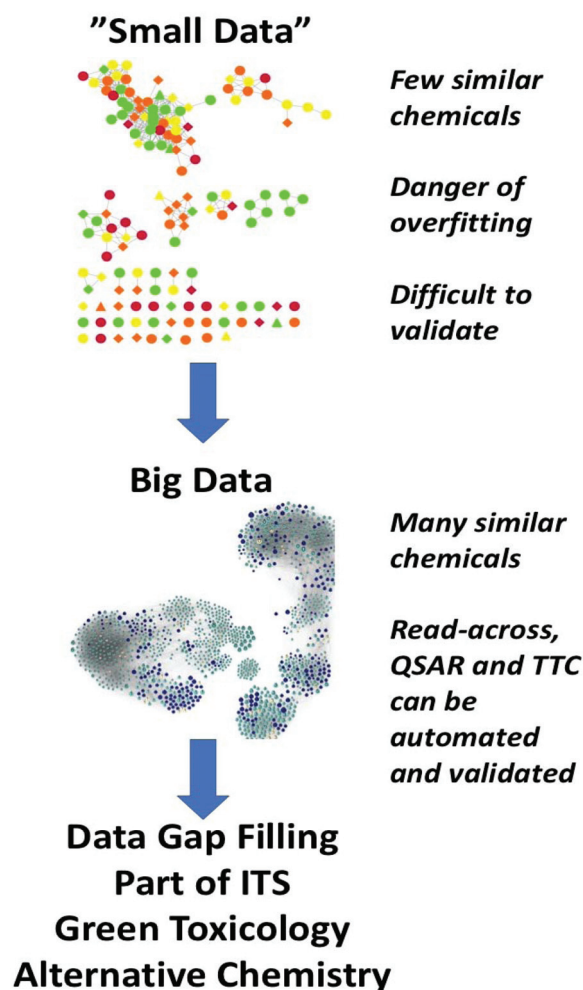 ”Small Data”
Few similar
chemicals
Danger of
overfitting
Difficult to
validate
Big Data
Many similar
chemicals
Read-across,
QSAR and TTC
can be
automated
and validated
Data Gap Filling
Part of ITS
Green Toxicology
Alternative Chemistry